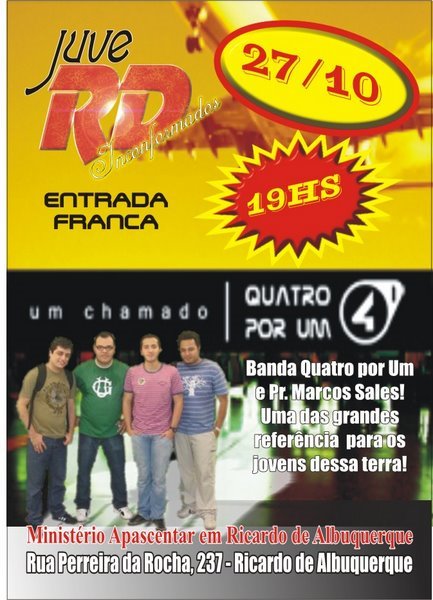 Juve
RD
Inconformados
27/10
19HS
ENTRADA
FRANCA
um chamado
QUATRO
POR UM
4
Banda Quatro por Um
e Pr. Marcos Sales!
Uma das grandes
referência para os
jovens dessa terra!
Ministério Apascentar em Ricardo de Albuquerque
Rua Perreira da Rocha, 237 - Ricardo de Albuquerque